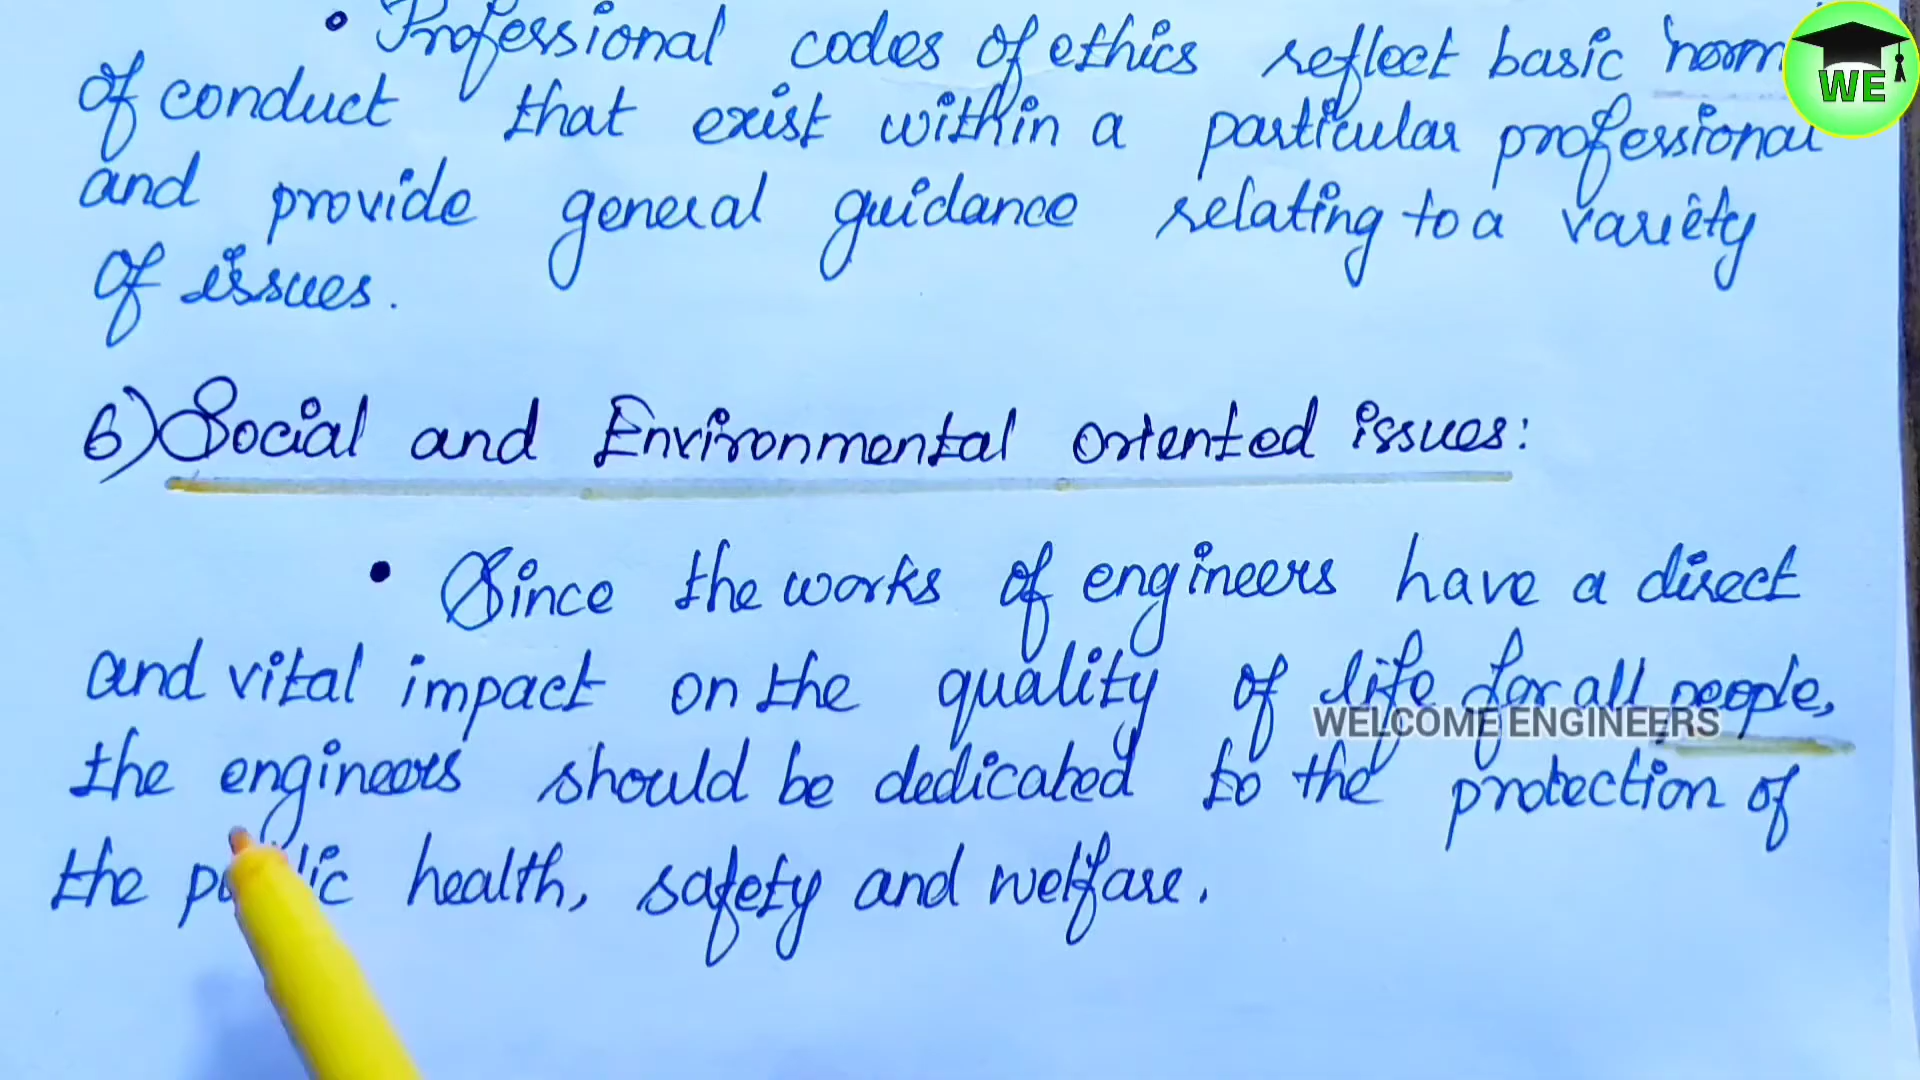 • Professional codes of ethics reflect basic norm
of conduct that exist within a particular professional
and provide general guidance relating to a variety
of issues.
6) Social and Environmental oriented issues:
• Since the works of engineers have a direct
and vital impact on the quality of life for all people,
the engineers should be dedicated to the protection of
the public health, safety and welfare.
WE
WELCOME ENGINEERS